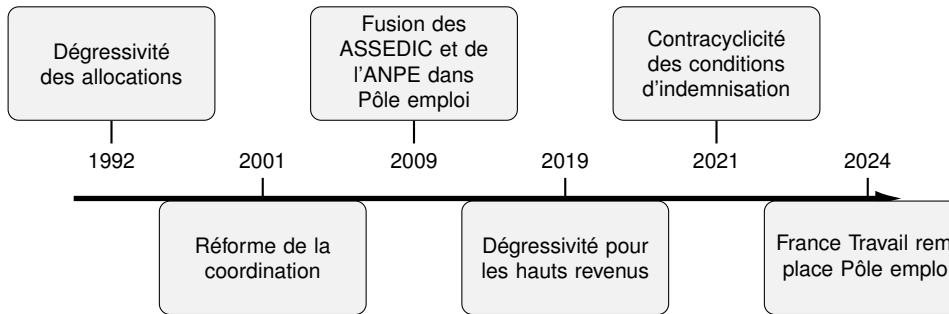 Dégressivité
des allocations
Fusion des
ASSEDIC et de
l'ANPE dans
Pôle emploi
Contracyclicité
des conditions
d'indemnisation
1992
2001
2009
2019
2021
2024
Réforme de la
coordination
Dégressivité pour
les hauts revenus
France Travail rem
place Pôle emplo